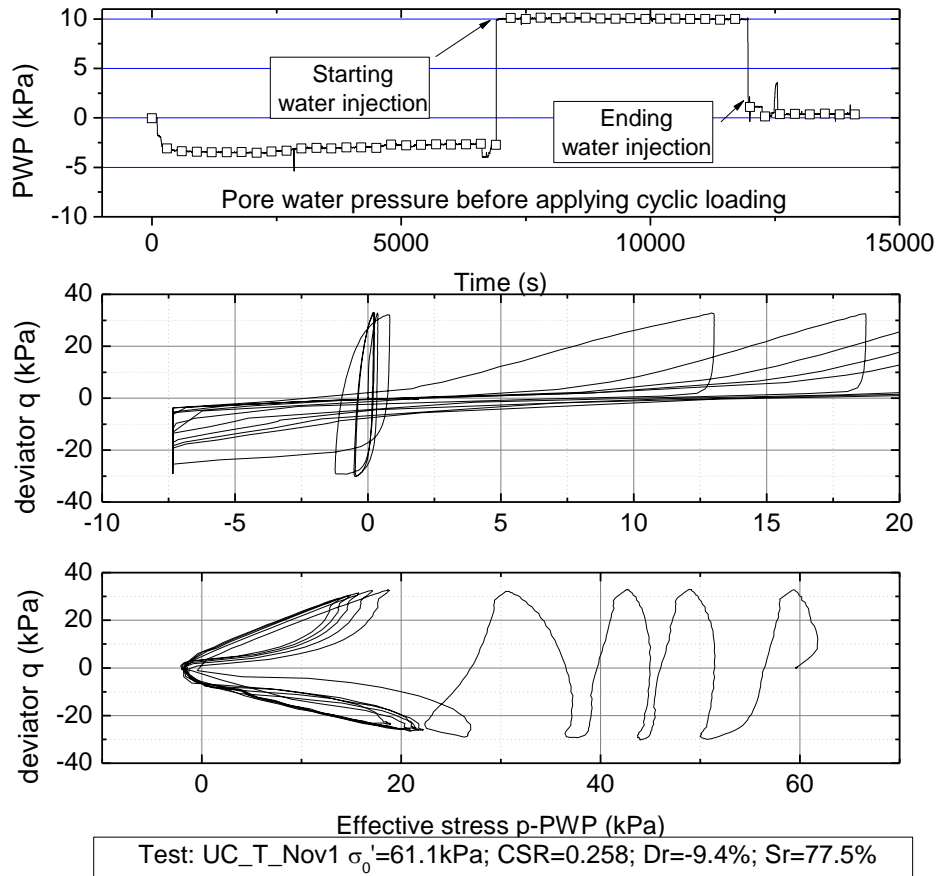 10
5
0
-5
-10
PWP (kPa)
Starting
water injection
Ending
water injection
Pore water pressure before applying cyclic loading
0 5000 10000 15000
Time (s)
40
20
0
-20
-40
deviator q (kPa)
-10 -5 0 5 10 15 20
40
20
0
-20
-40
deviator q (kPa)
0 20 40 60
Effective stress p-PWP (kPa)
Test: UC_T_Nov1 σ0'=61.1kPa; CSR=0.258; Dr=-9.4%; Sr=77.5%